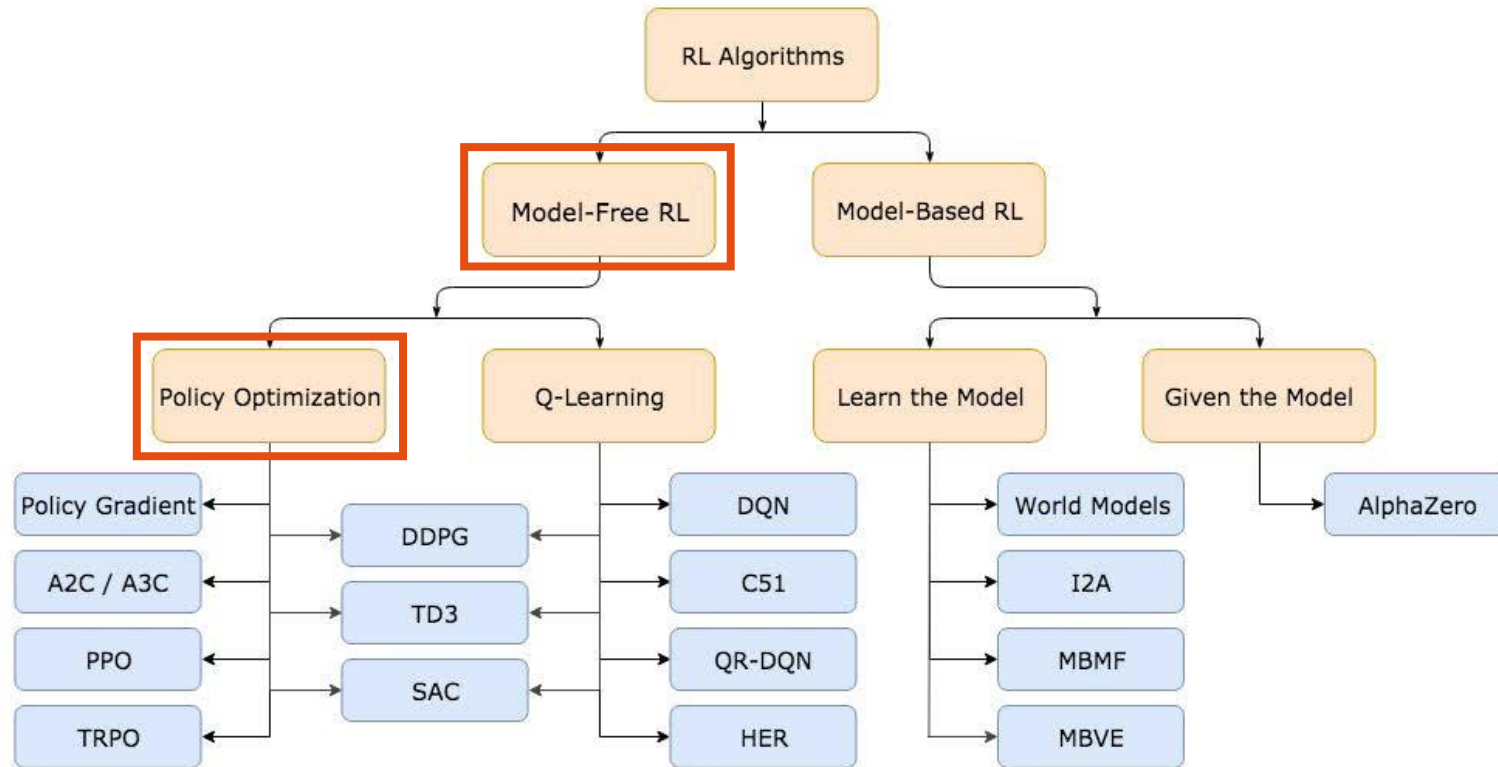 RL Algorithms
Model-Free RL
Model-Based RL
Policy Optimization
Q-Learning
Learn the Model
Given the Model
Policy Gradient
DDPG
DQN
World Models
AlphaZero
A2C / A3C
TD3
C51
I2A
PPO
SAC
QR-DQN
MBMF
TRPO
HER
MBVE